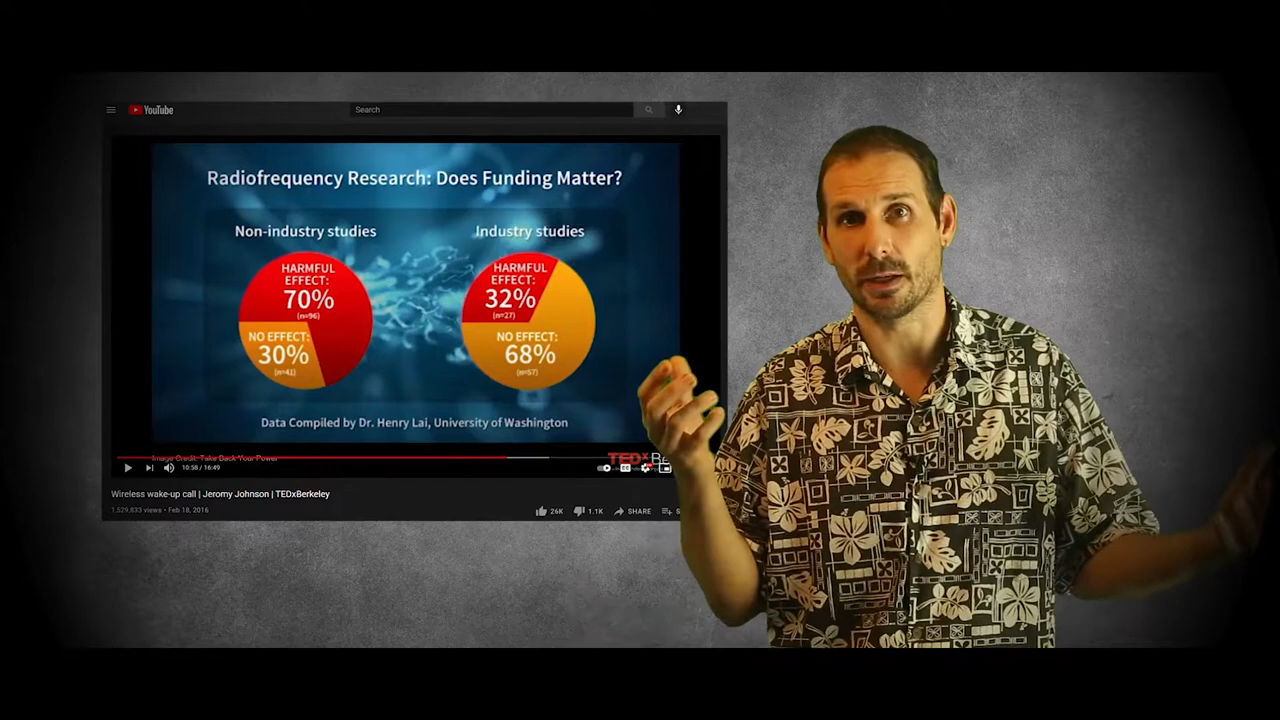 YouTube
Search
Radiofrequency Research: Does Funding Matter?
Non-industry studies
HARMFUL
EFFECT:
70%
(n=96)
NO EFFECT:
30%
(n=41)
Industry studies
HARMFUL
EFFECT:
32%
(n=27)
NO EFFECT:
68%
(n=57)
Data Compiled by Dr. Henry Lai, University of Washington
Image Credit: Take Back Your Power
TEDx Be
10:58 / 16:49
CC
Wireless wake-up call | Jeromy Johnson | TEDxBerkeley
1,529,833 views • Feb 18, 2016
26K
1.1K
SHARE
S